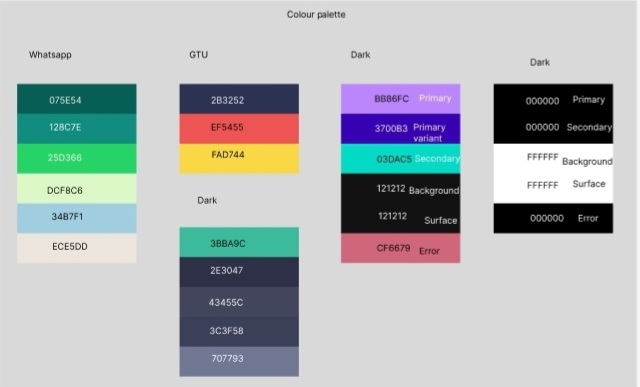 Colour palette
Whatsapp
075E54
128C7E
25D366
DCF8C6
34B7F1
ECE5DD
GTU
2B3252
EF5455
FAD744
Dark
3BBA9C
2E3047
43455C
3C3F58
707793
Dark
BB86FC Primary
3700B3 Primary
variant
03DAC5 Secondary
121212 Background
121212 Surface
CF6679 Error
Dark
000000 Primary
000000 Secondary
FFFFFF Background
FFFFFF Surface
000000 Error